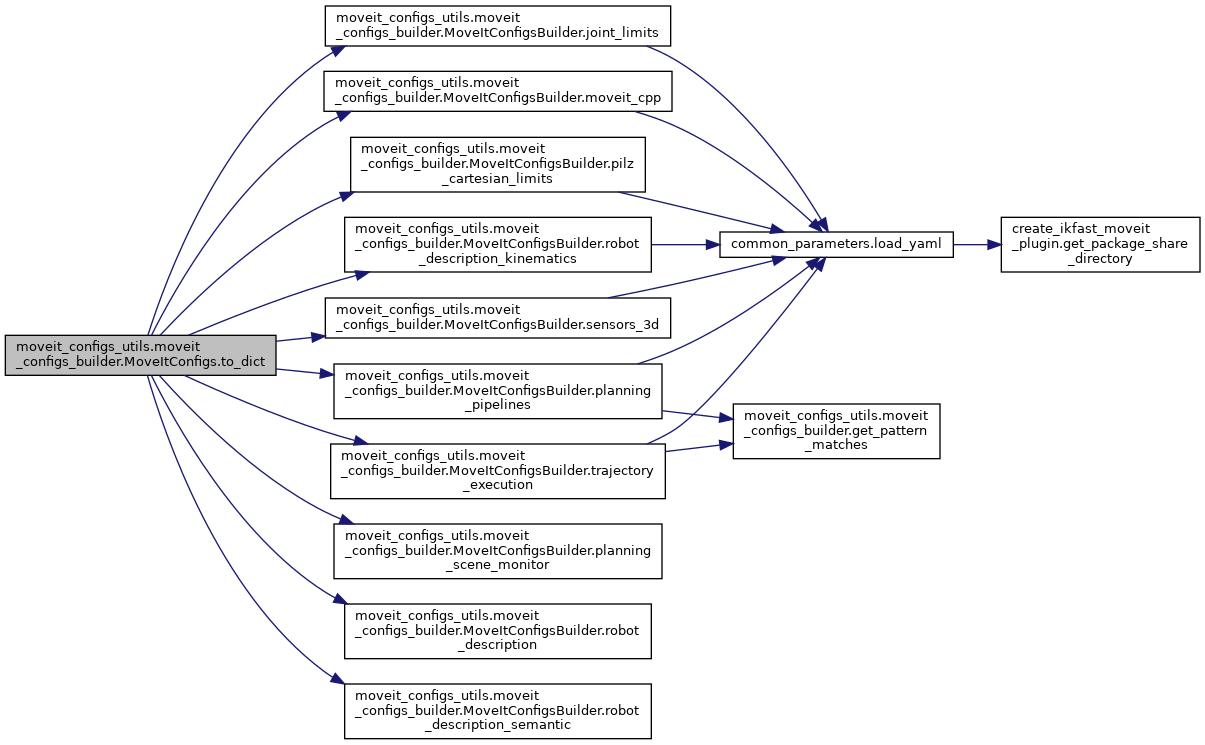 moveit_configs_utils.moveit
_configs_builder.MoveItConfigs.to_dict
moveit_configs_utils.moveit
_configs_builder.MoveItConfigsBuilder.joint_limits
moveit_configs_utils.moveit
_configs_builder.MoveItConfigsBuilder.moveit_cpp
moveit_configs_utils.moveit
_configs_builder.MoveItConfigsBuilder.pilz
_cartesian_limits
moveit_configs_utils.moveit
_configs_builder.MoveItConfigsBuilder.robot
_description_kinematics
moveit_configs_utils.moveit
_configs_builder.MoveItConfigsBuilder.sensors_3d
moveit_configs_utils.moveit
_configs_builder.MoveItConfigsBuilder.planning
_pipelines
moveit_configs_utils.moveit
_configs_builder.MoveItConfigsBuilder.trajectory
_execution
moveit_configs_utils.moveit
_configs_builder.MoveItConfigsBuilder.planning
_scene_monitor
moveit_configs_utils.moveit
_configs_builder.MoveItConfigsBuilder.robot
_description
moveit_configs_utils.moveit
_configs_builder.MoveItConfigsBuilder.robot
_description_semantic
common_parameters.load_yaml
moveit_configs_utils.moveit
_configs_builder.get_pattern
_matches
create_ikfast_moveit
_plugin.get_package_share
_directory